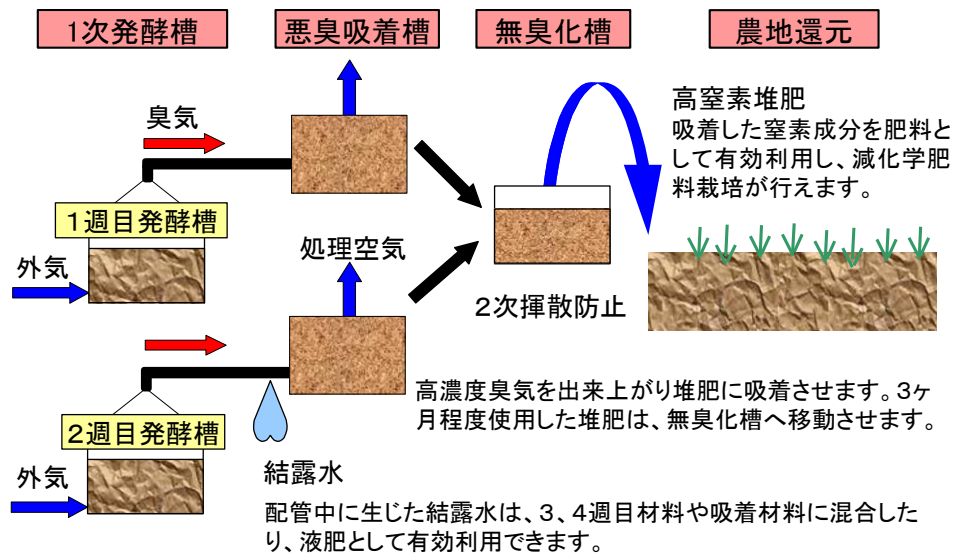 1次発酵槽
悪臭吸着槽
無臭化槽
農地還元
臭気
1週目発酵槽
外気
処理空気
2次揮散防止
高窒素堆肥
吸着した窒素成分を肥料と
して有効利用し、減化学肥
料栽培が行えます。
高濃度臭気を出来上がり堆肥に吸着させます。3ヶ
月程度使用した堆肥は、無臭化槽へ移動させます。
2週目発酵槽
外気
結露水
配管中に生じた結露水は、3、4週目材料や吸着材料に混合した
り、液肥として有効利用できます。